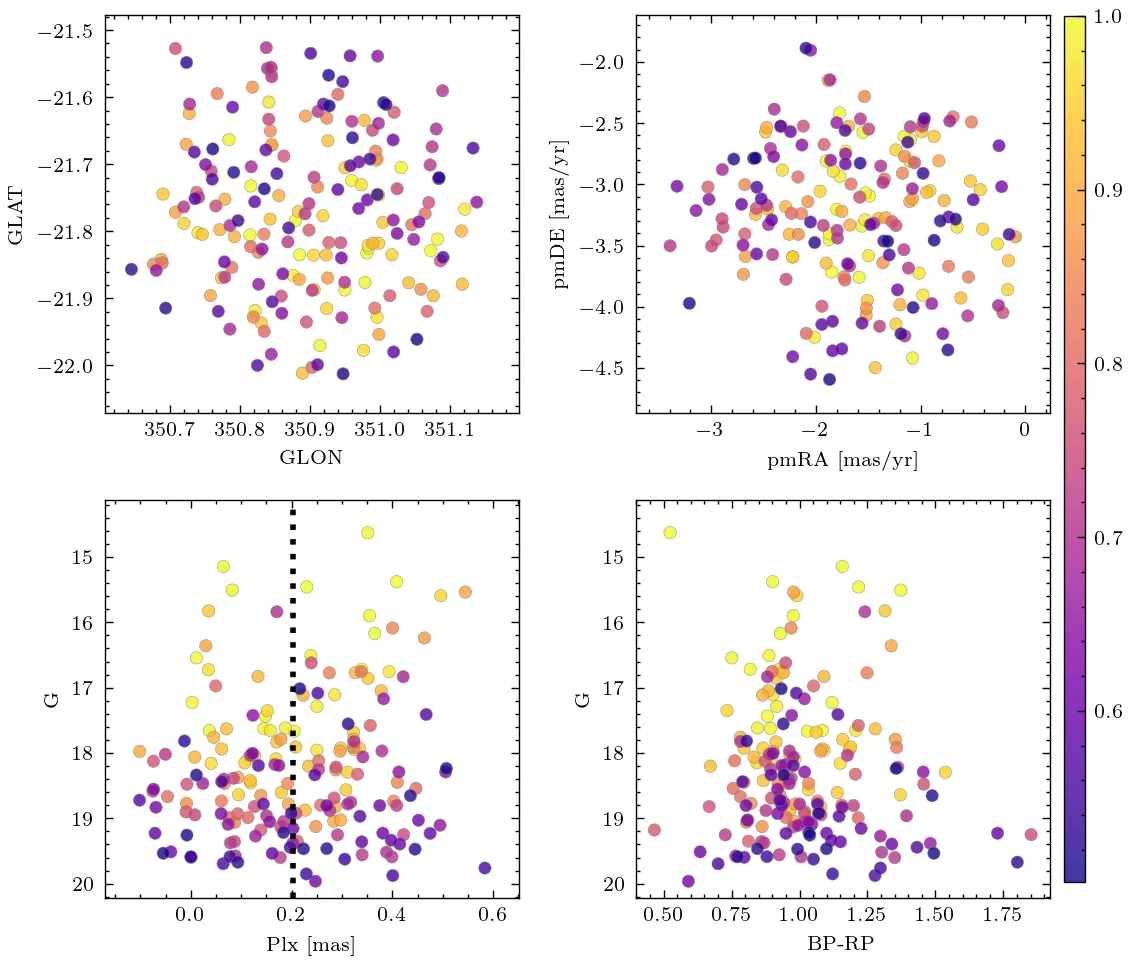 −21.5
−21.6
−21.7
−21.8
−21.9
−22.0
GLAT
350.7 350.8 350.9 351.0 351.1
GLON
−2.0
−2.5
−3.0
−3.5
−4.0
−4.5
pmDE [mas/yr]
−3 −2 −1 0
pmRA [mas/yr]
1.0
0.9
0.8
0.7
0.6
15
16
17
18
19
20
G
0.0 0.2 0.4 0.6
Plx [mas]
15
16
17
18
19
20
G
0.50 0.75 1.00 1.25 1.50 1.75
BP-RP